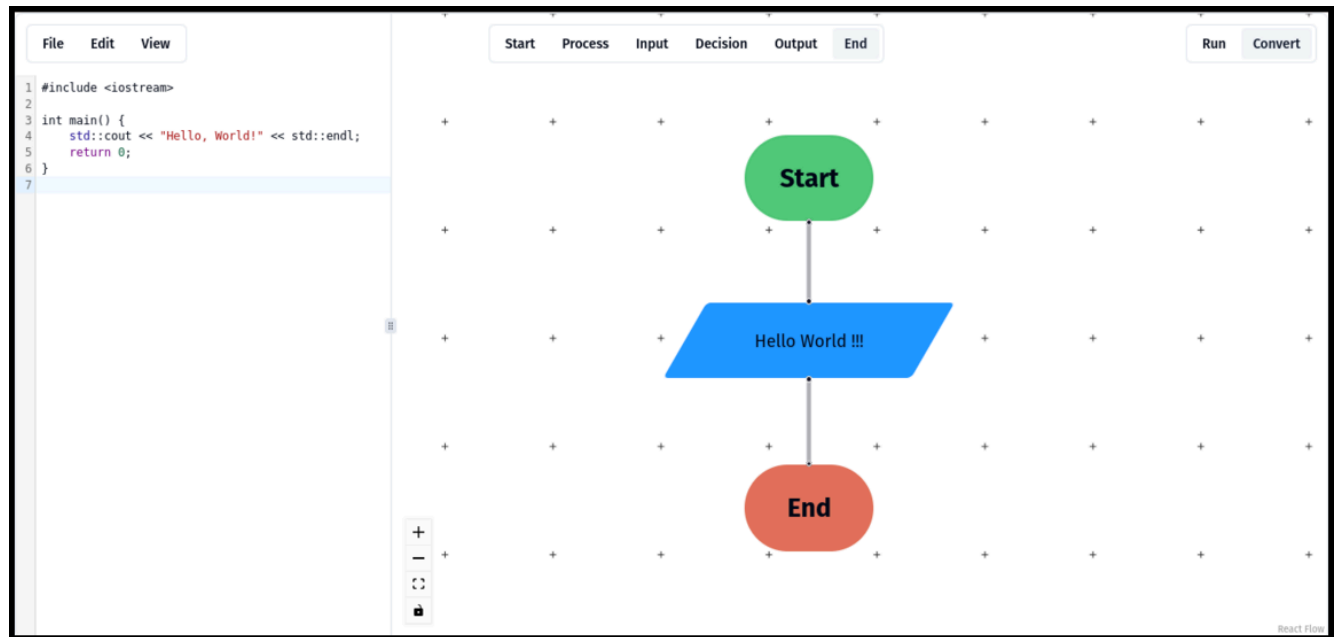 File Edit View
Start Process Input Decision Output End
Run Convert
1 #include <iostream>
2
3 int main() {
4     std::cout << "Hello, World!" << std::endl;
5     return 0;
6 }
7
Start
Hello World !!!
End
React Flow